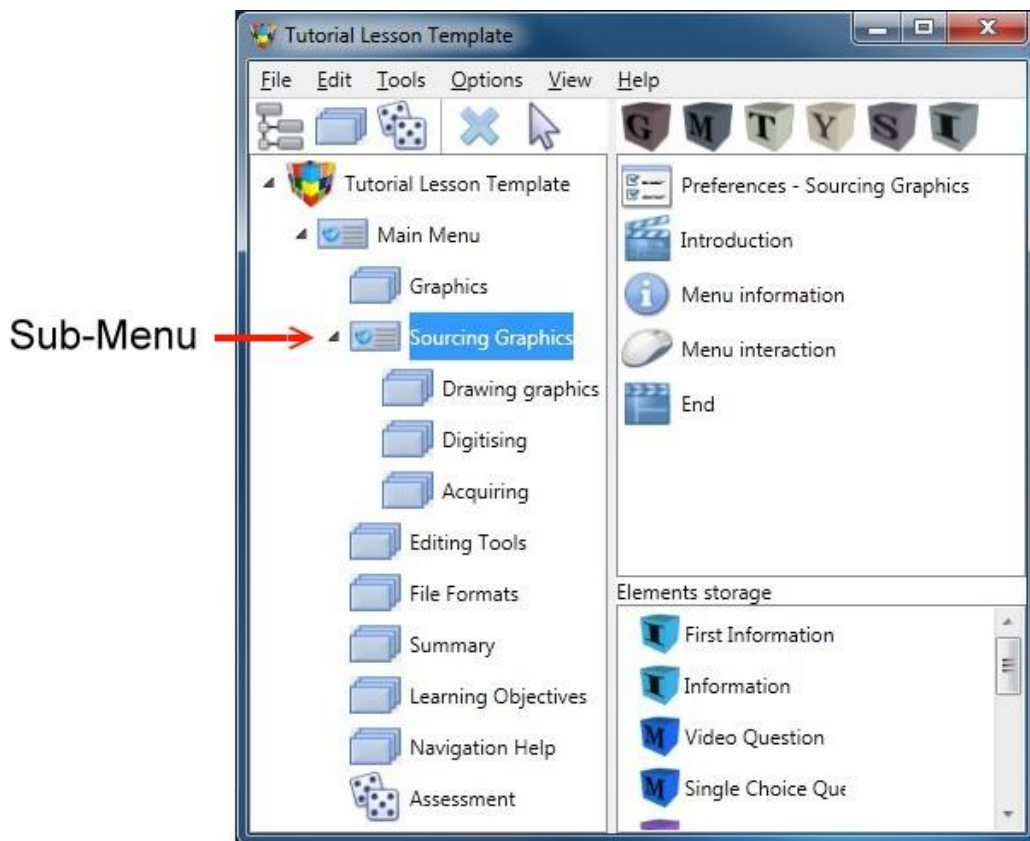 Tutorial Lesson Template
File Edit Tools Options View Help
G M T Y S I
Tutorial Lesson Template
Main Menu
Graphics
Sub-Menu
Sourcing Graphics
Drawing graphics
Digitising
Acquiring
Editing Tools
File Formats
Summary
Learning Objectives
Navigation Help
Assessment
Preferences - Sourcing Graphics
Introduction
Menu information
Menu interaction
End
Elements storage
I First Information
I Information
M Video Question
M Single Choice Que